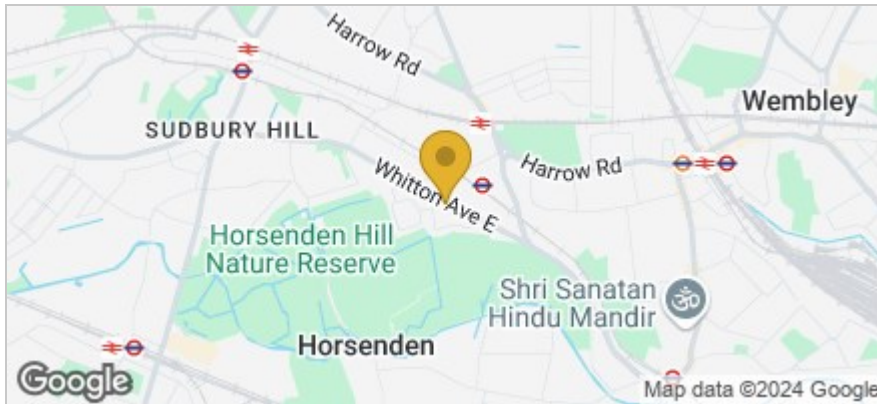 Harrow Rd
Wembley
SUDBURY HILL
Harrow Rd
Whitton Ave E
Horsenden Hill
Nature Reserve
Shri Sanatan
Hindu Mandir
ॐ
Horsenden
Google
Map data ©2024 Google